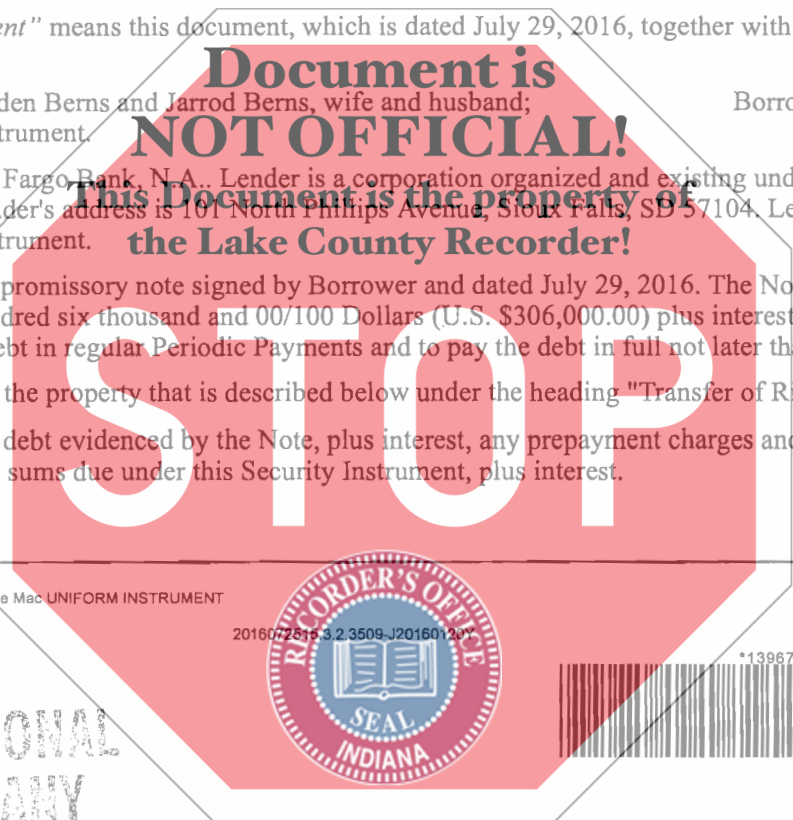 ent" means this document, which is dated July 29, 2016, together with
Document is
den Berns and Jarrod Berns, wife and husband; Borro
trument.
NOT OFFICIAL!
Fargo Bank, N.A.. Lender is a corporation organized and existing und
This Document is the property of
der's address is 101 North Phillips Avenue, Sioux Falls, SD 57104. Le
trument.
the Lake County Recorder!
promissory note signed by Borrower and dated July 29, 2016. The No
dred six thousand and 00/100 Dollars (U.S. $306,000.00) plus interest
ebt in regular Periodic Payments and to pay the debt in full not later tha
STOP
the property that is described below under the heading "Transfer of Ri
debt evidenced by the Note, plus interest, any prepayment charges and
sums due under this Security Instrument, plus interest.
e Mac UNIFORM INSTRUMENT
RECORDER'S OFFICE
SEAL
INDIANA
*13967
ONAL
ANY